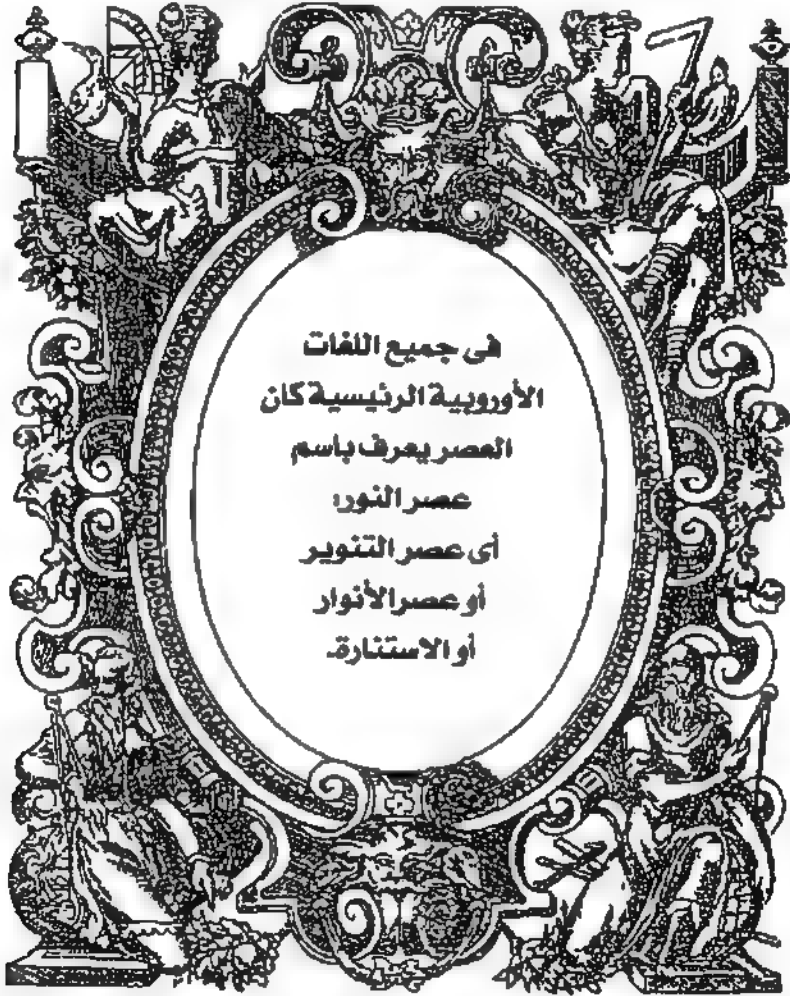 فى جميع اللغات
الأوروبية الرئيسية كان
العصر يعرف باسم
عصر النور؛
أى عصر التنوير
أو عصر الأنوار
أو الاستنارة.